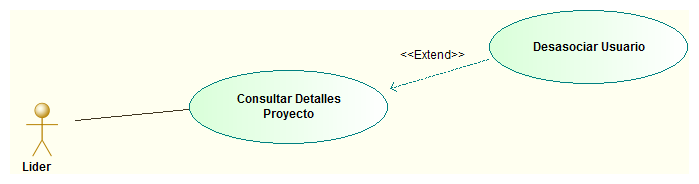 Desasociar Usuario
<<Extend>>
Consultar Detalles
Proyecto
Lider